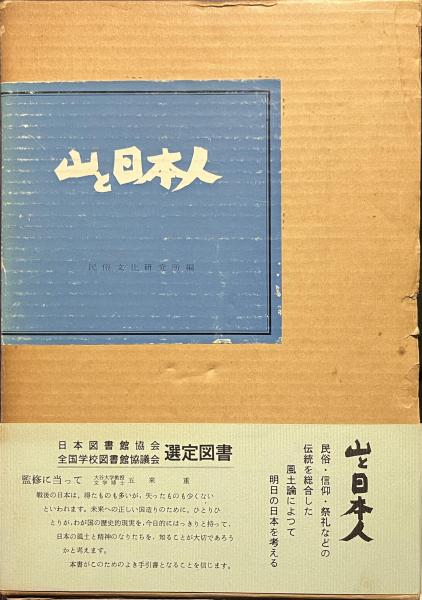 山と日本人
民俗文化研究所編
山と日本人
民俗・信仰・祭礼などの
伝統を総合した
風土論によつて
明日の日本を考える
日本図書館協会
全国学校図書館協議会
選定図書
監修に当って 大谷大学教授 文学博士 五来重
戦後の日本は、得たものも多いが、失ったものも少くない
といわれます。未来への正しい国造りのために、ひとりひ
とりが、わが国の歴史的現実を、今日的にはっきりと持って、
日本の風土と精神のなりたちを、知ることが大切であろう
かと考えます。
本書がこのためのよき手引書となることを信じます。